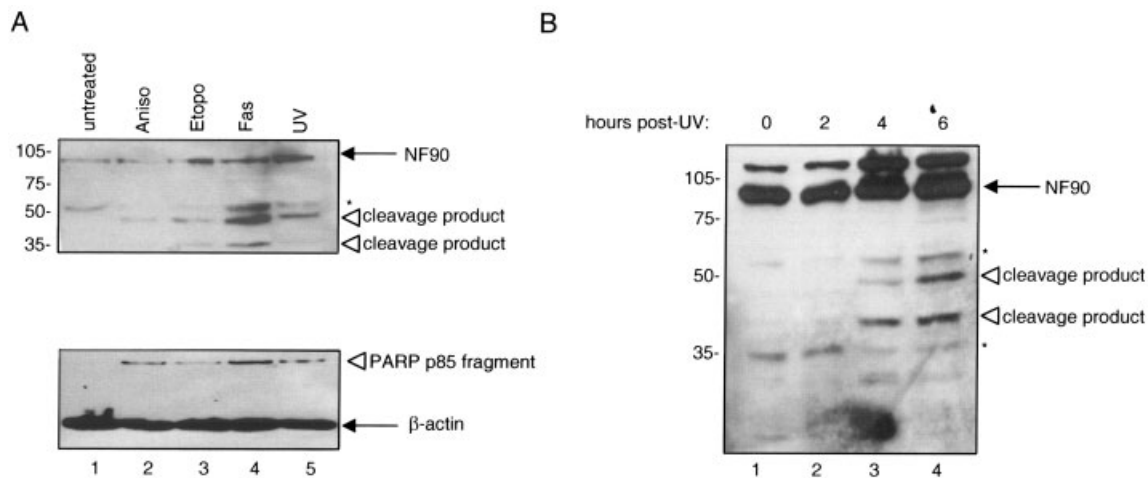 A
untreated
Aniso
Etopo
Fas
UV
105-
75-
50-
35-
NF90
*
cleavage product
cleavage product
PARP p85 fragment
β-actin
1 2 3 4 5
B
hours post-UV: 0 2 4 6
105-
75-
50-
35-
NF90
*
cleavage product
cleavage product
*
1 2 3 4